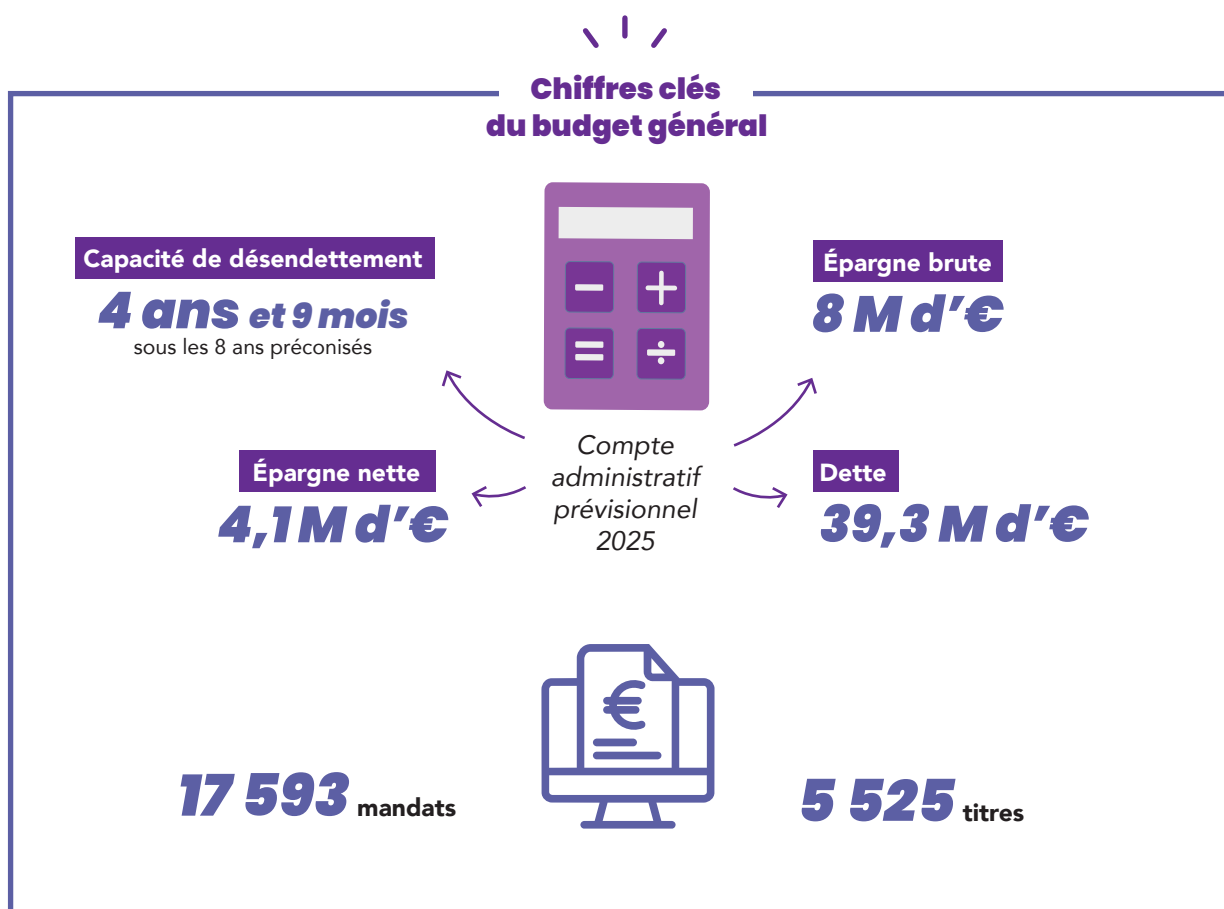 Chiffres clés
du budget général
Capacité de désendettement
4 ans et 9 mois
sous les 8 ans préconisés
Épargne brute
8 M d’€
Épargne nette
4,1 M d’€
Compte
administratif
prévisionnel
2025
Dette
39,3 M d’€
€
17 593 mandats
5 525 titres